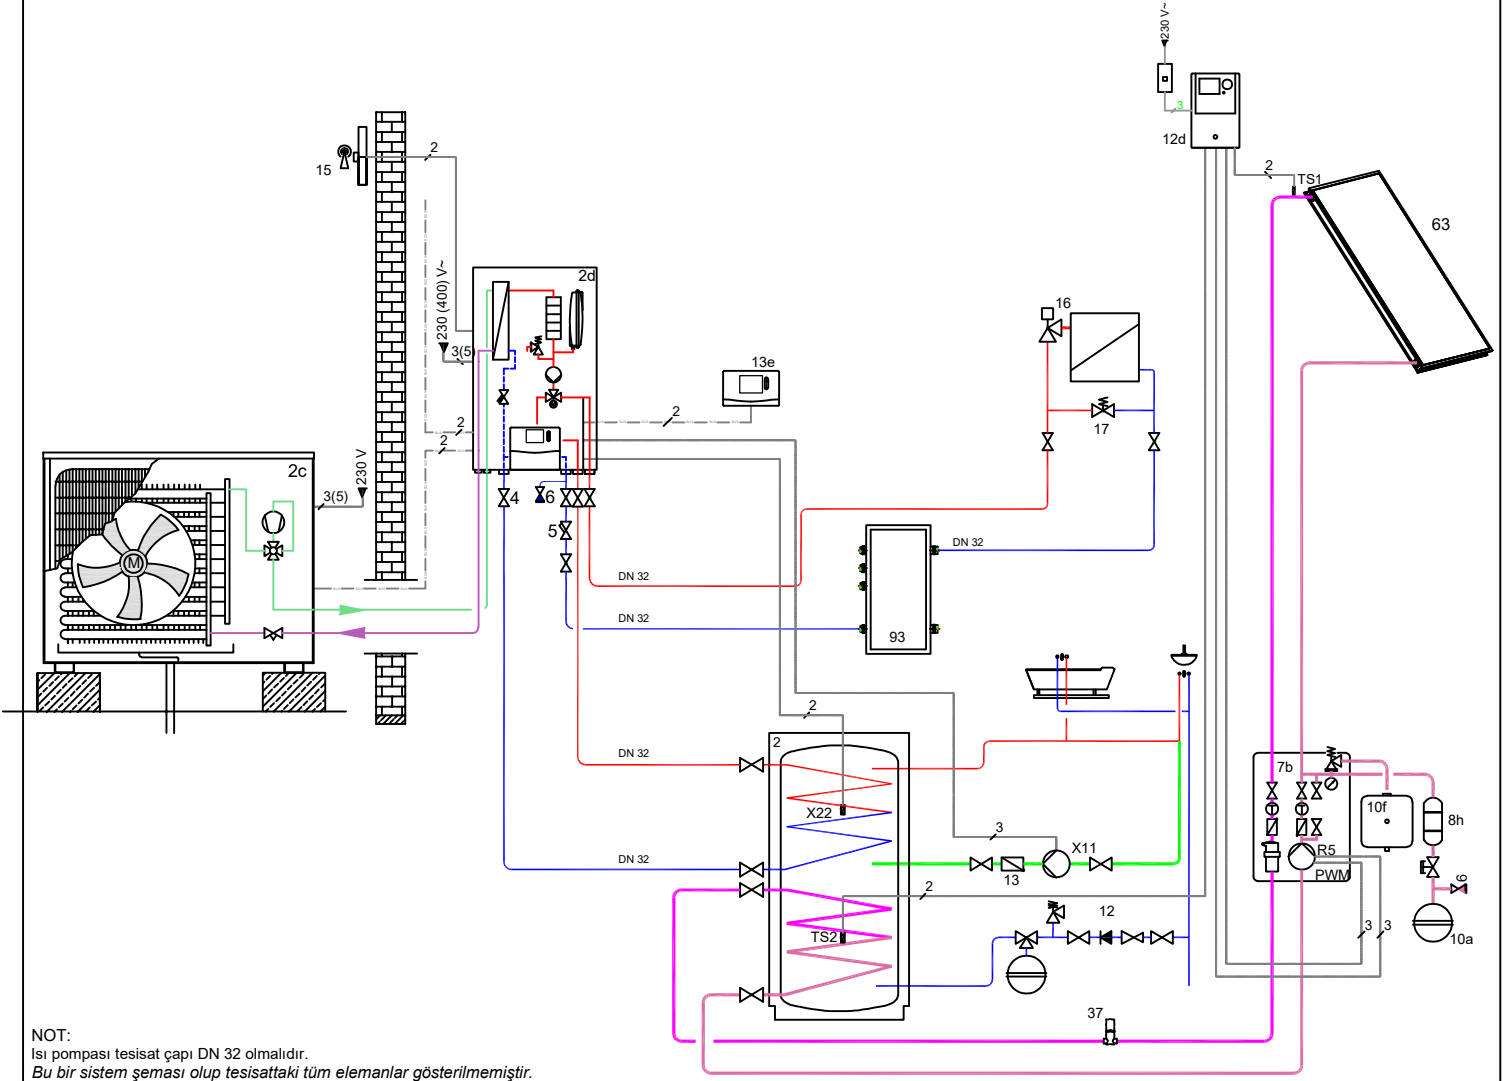 230 V~
3
12d
2
TS1
63
15
2
2d
230 (400) V~
3(5)
16
13e
17
2
2
2
2c
230 V
3(5)
4
6
5
DN 32
DN 32
DN 32
93
2
2
DN 32
X22
7b
10f
8h
3
X11
13
R5
PWM
DN 32
2
6
TS2
12
3
3
10a
37
NOT:
Isı pompası tesisat çapı DN 32 olmalıdır.
Bu bir sistem şeması olup tesisattaki tüm elemanlar gösterilmemiştir.
M